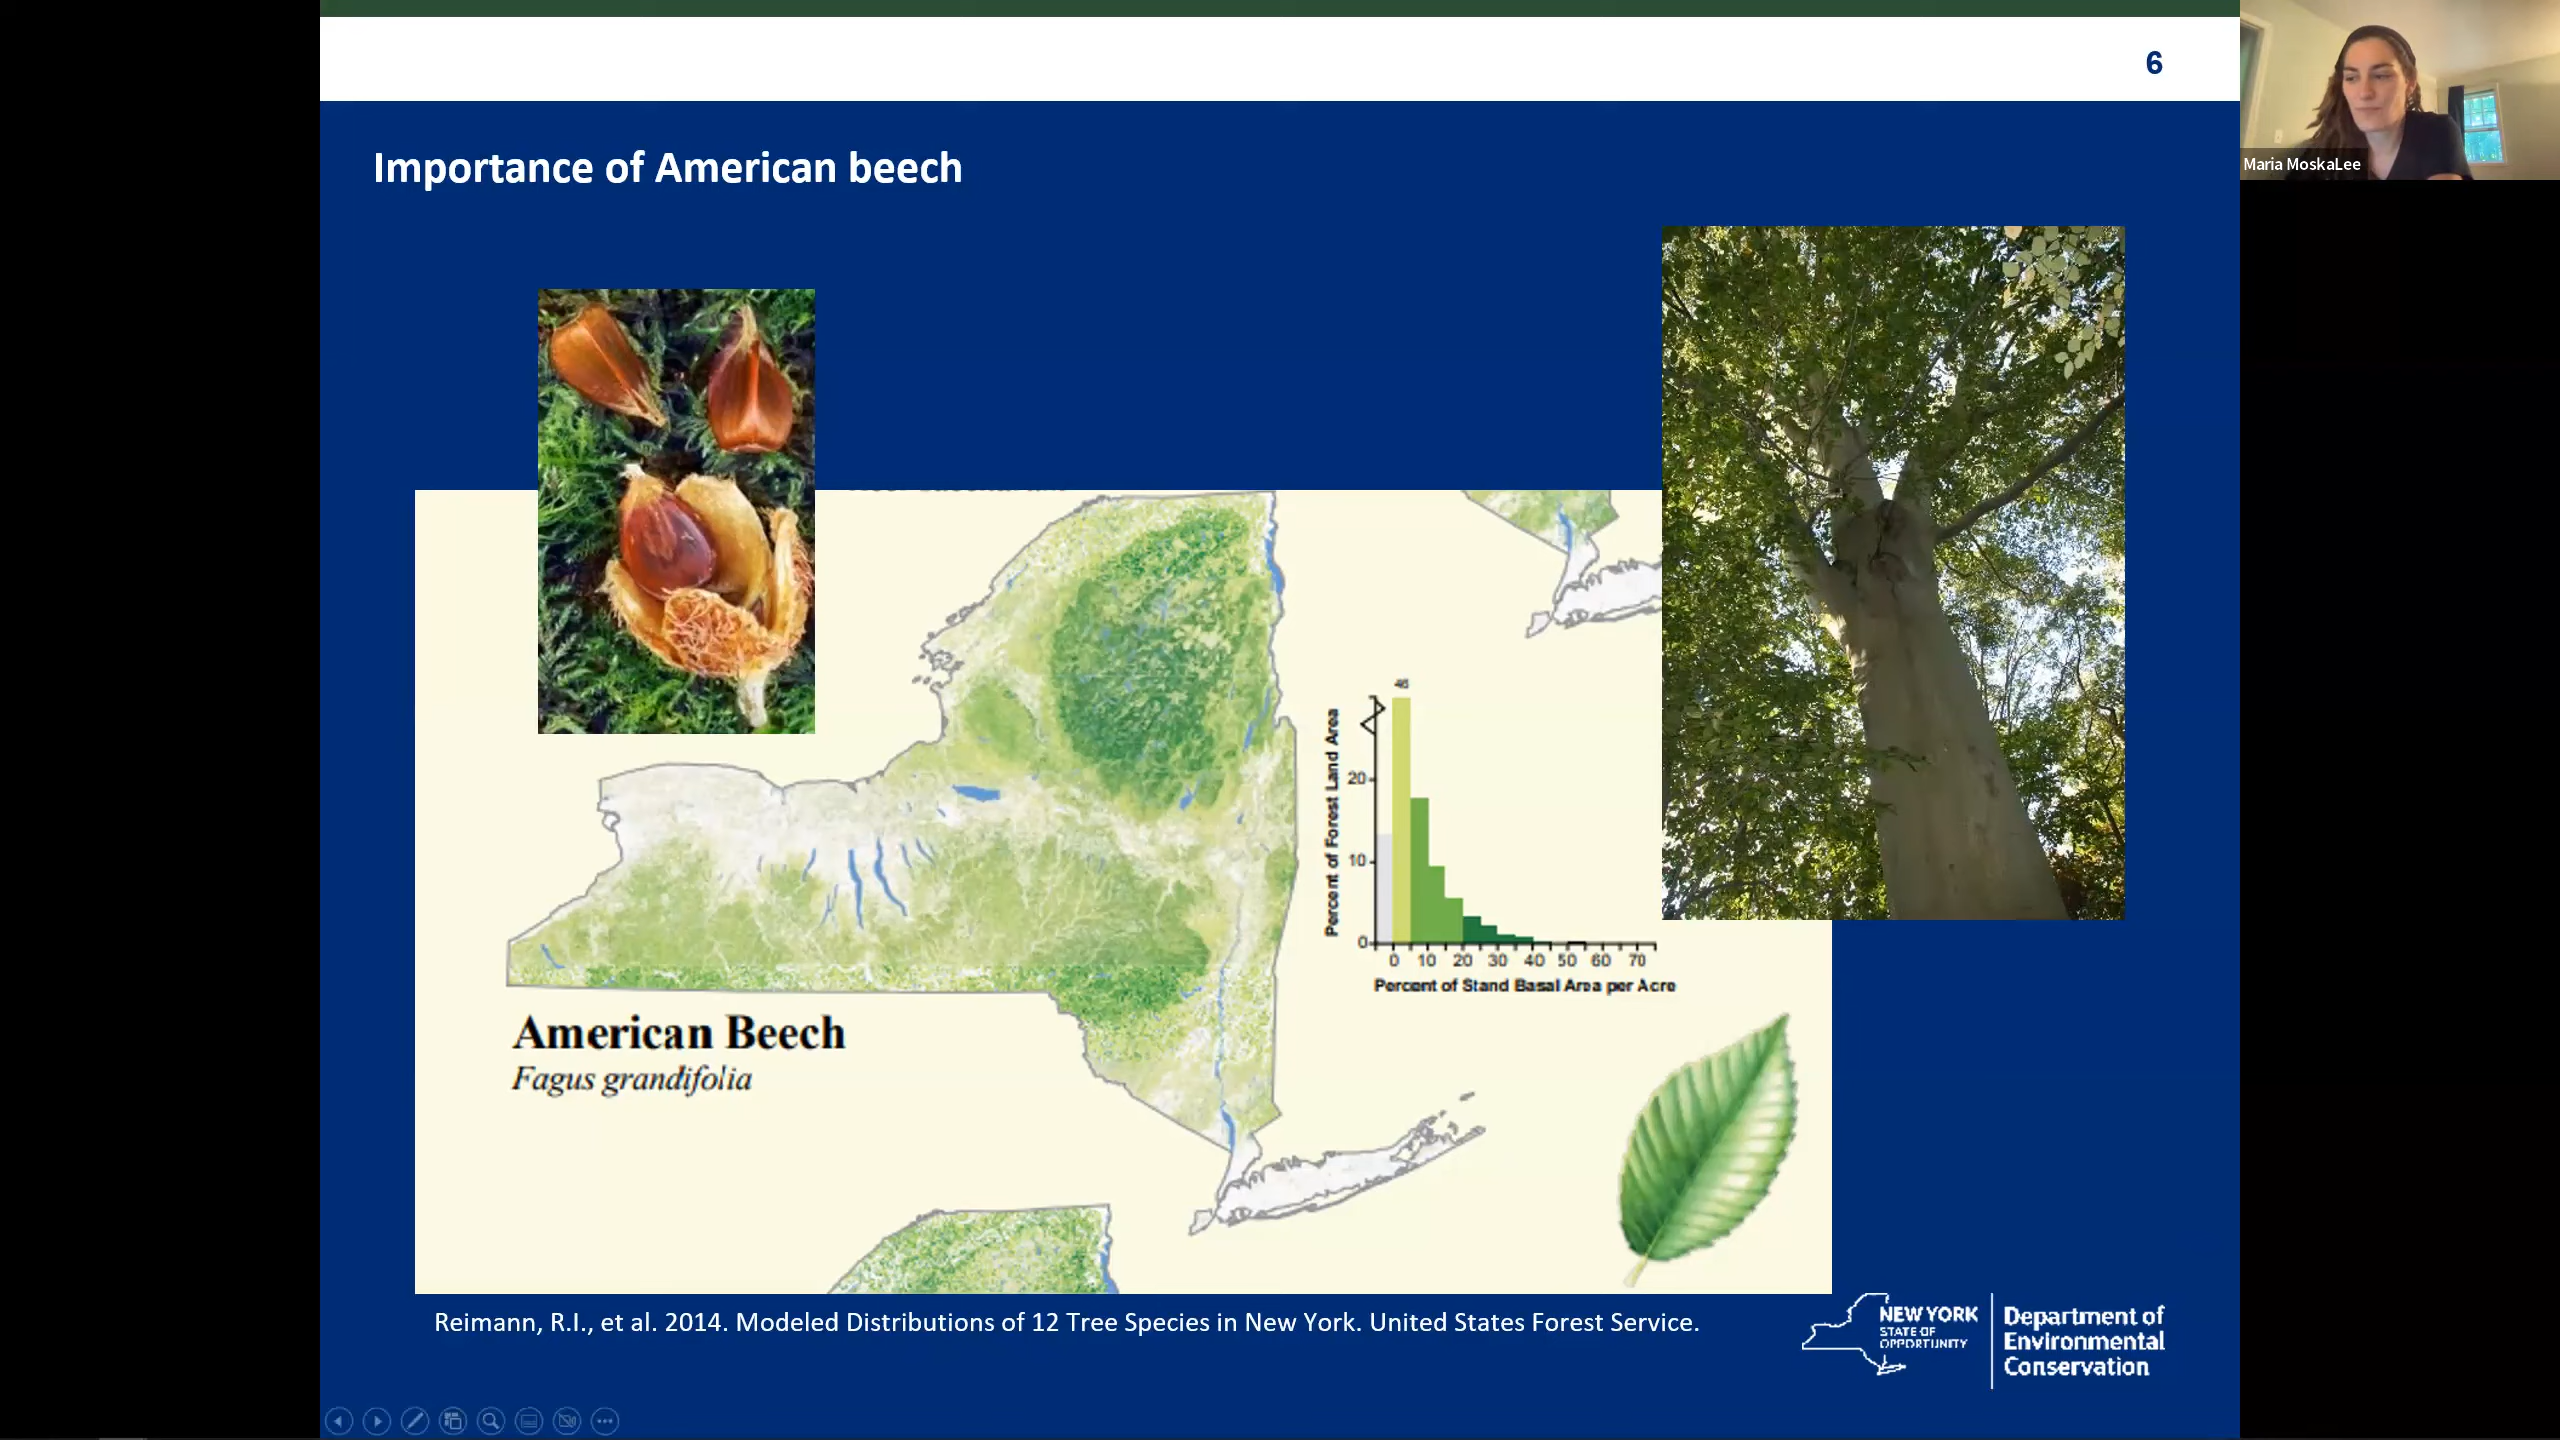 6
Maria MoskaLee
Importance of American beech
46
Percent of Forest Land Area
20
10
0
0 10 20 30 40 50 60 70
Percent of Stand Basal Area per Acre
American Beech
Fagus grandifolia
Reimann, R.I., et al. 2014. Modeled Distributions of 12 Tree Species in New York. United States Forest Service.
NEW YORK
STATE OF
OPPORTUNITY
Department of
Environmental
Conservation